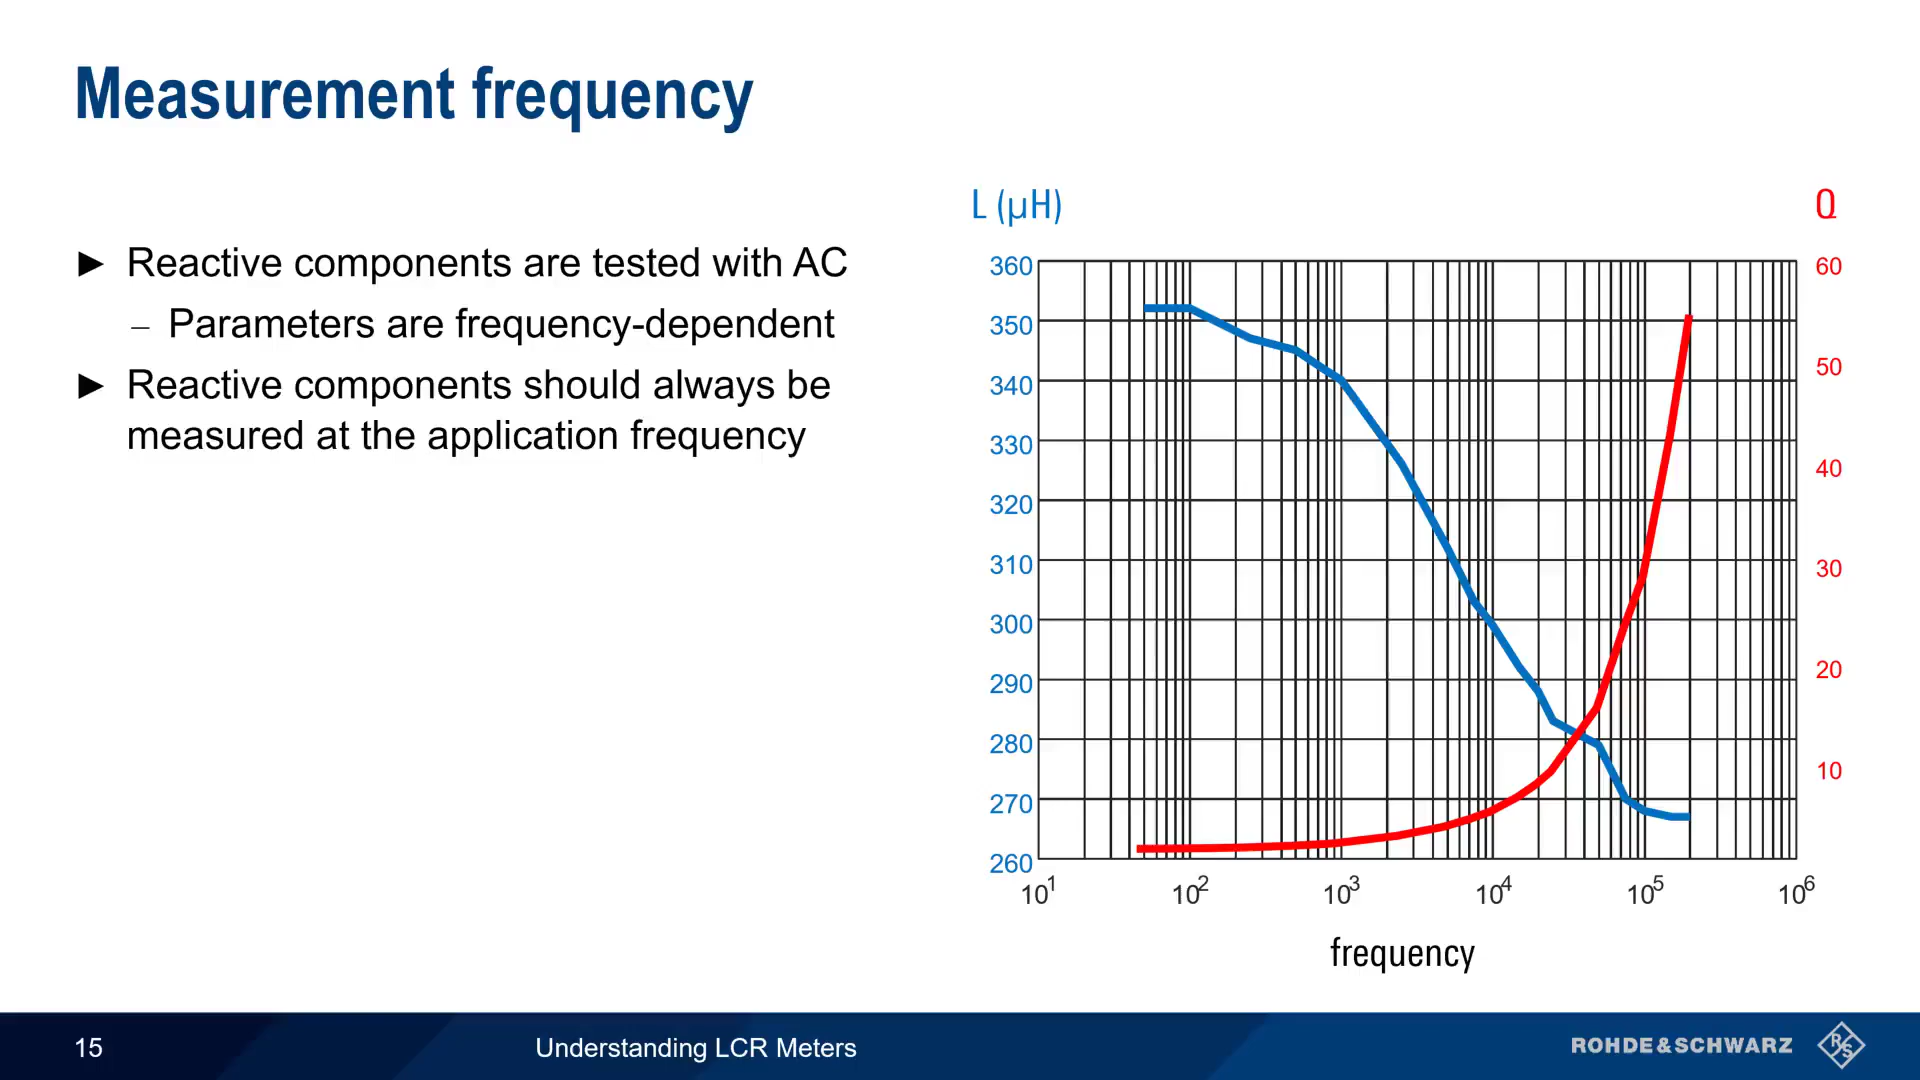 Measurement frequency
► Reactive components are tested with AC
– Parameters are frequency-dependent
► Reactive components should always be
measured at the application frequency
L (µH)
Q
360
350
340
330
320
310
300
290
280
270
260
60
50
40
30
20
10
10¹ 10² 10³ 10⁴ 10⁵ 10⁶
frequency
15
Understanding LCR Meters
ROHDE&SCHWARZ
R&S